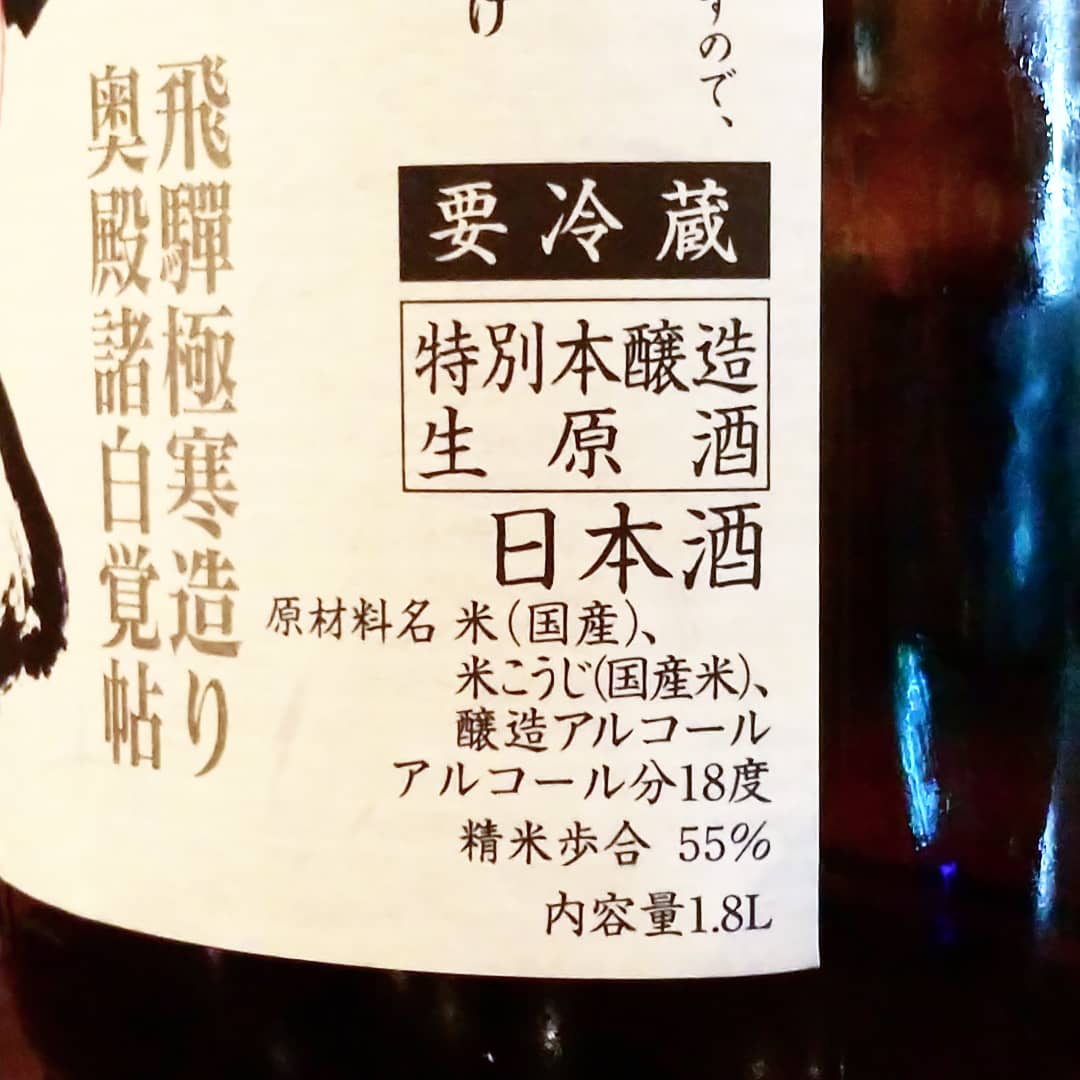 け
すので、
要冷蔵
特別本醸造
生原酒
日本酒
原材料名 米(国産)、
米こうじ(国産米)、
醸造アルコール
アルコール分18度
精米歩合 55%
内容量1.8L
飛騨極寒造り
奥殿諸白覚帖